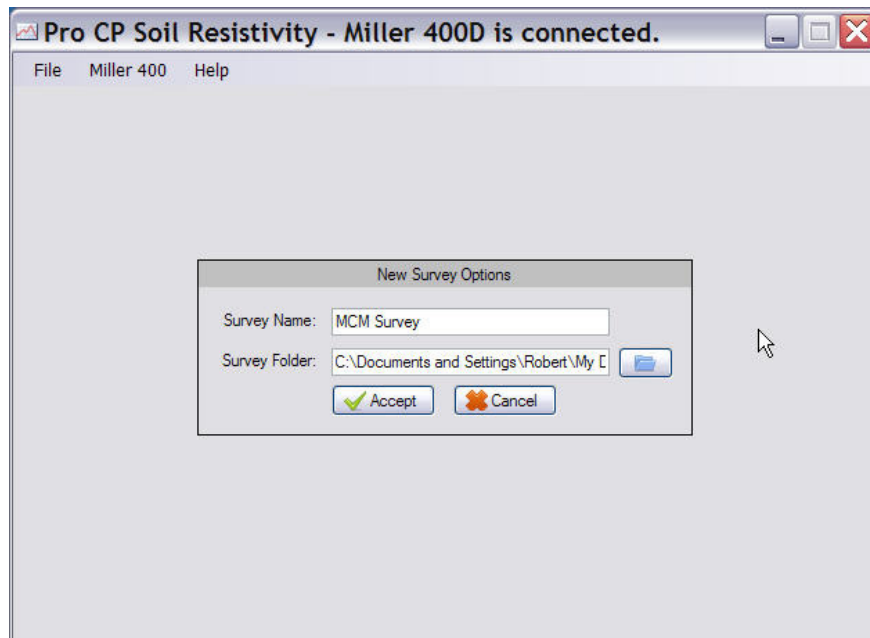 Pro CP Soil Resistivity - Miller 400D is connected.
File Miller 400 Help
New Survey Options
Survey Name: MCM Survey
Survey Folder: C:\Documents and Settings\Robert\My D
Accept Cancel